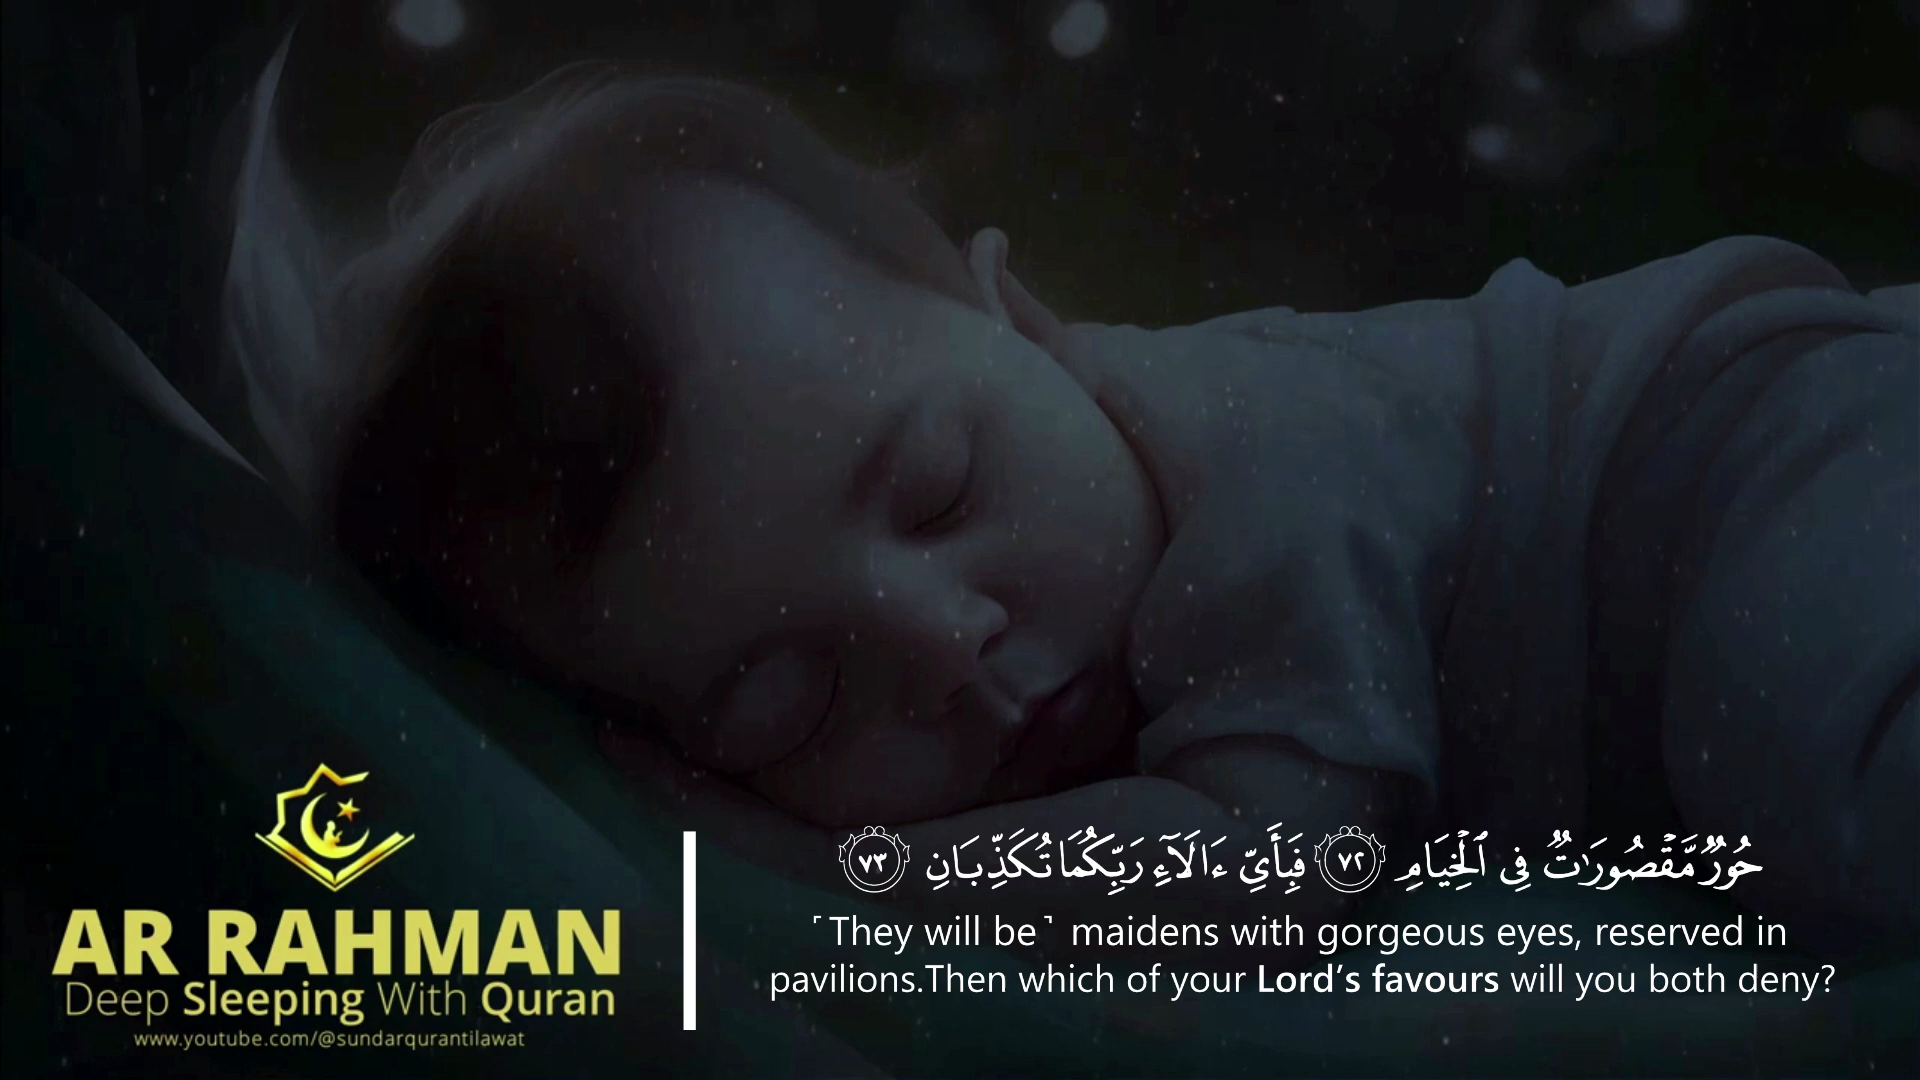 AR RAHMAN
Deep Sleeping With Quran
www.youtube.com/@sundarqurantilawat
حُورٌ مَّقْصُورَٰتٌ فِى ٱلْخِيَامِ ٧٢ فَبِأَىِّ ءَالَآءِ رَبِّكُمَا تُكَذِّبَانِ ٧٣
˹They will be˺ maidens with gorgeous eyes, reserved in
pavilions.Then which of your Lord’s favours will you both deny?